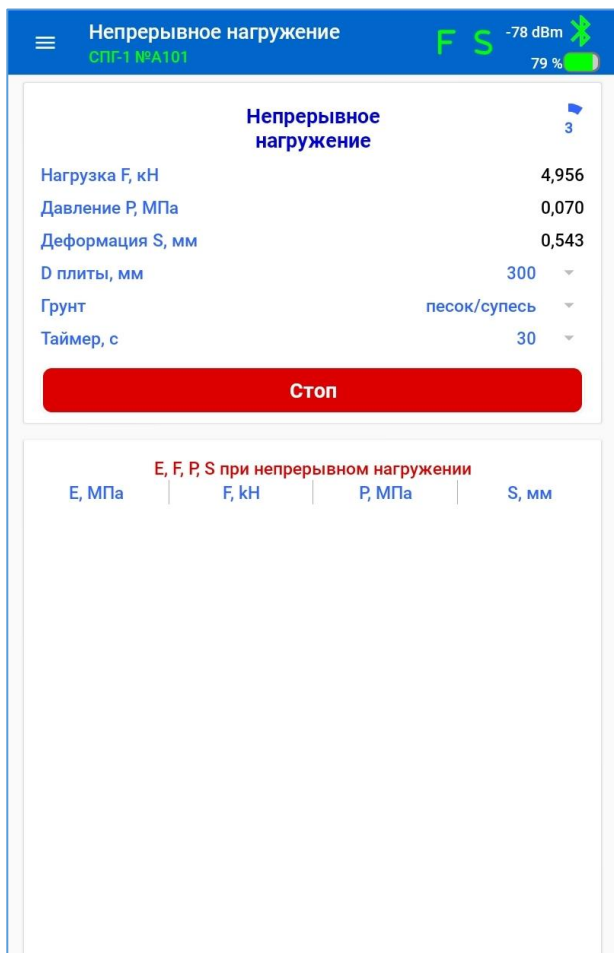 Непрерывное нагружение
СПГ-1 №А101
F S
-78 dBm
79 %
Непрерывное
нагружение
3
Нагрузка F, кН 4,956
Давление P, МПа 0,070
Деформация S, мм 0,543
D плиты, мм 300
Грунт песок/супесь
Таймер, с 30
Стоп
E, F, P, S при непрерывном нагружении
E, МПа F, kН P, МПа S, мм